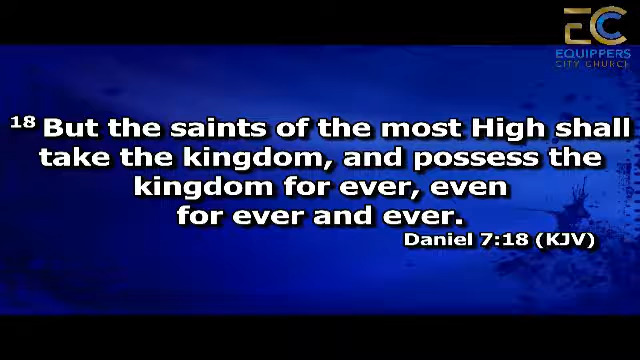 EC
EQUIPPERS
CITY CHURCH
18 But the saints of the most High shall
take the kingdom, and possess the
kingdom for ever, even
for ever and ever.
Daniel 7:18 (KJV)